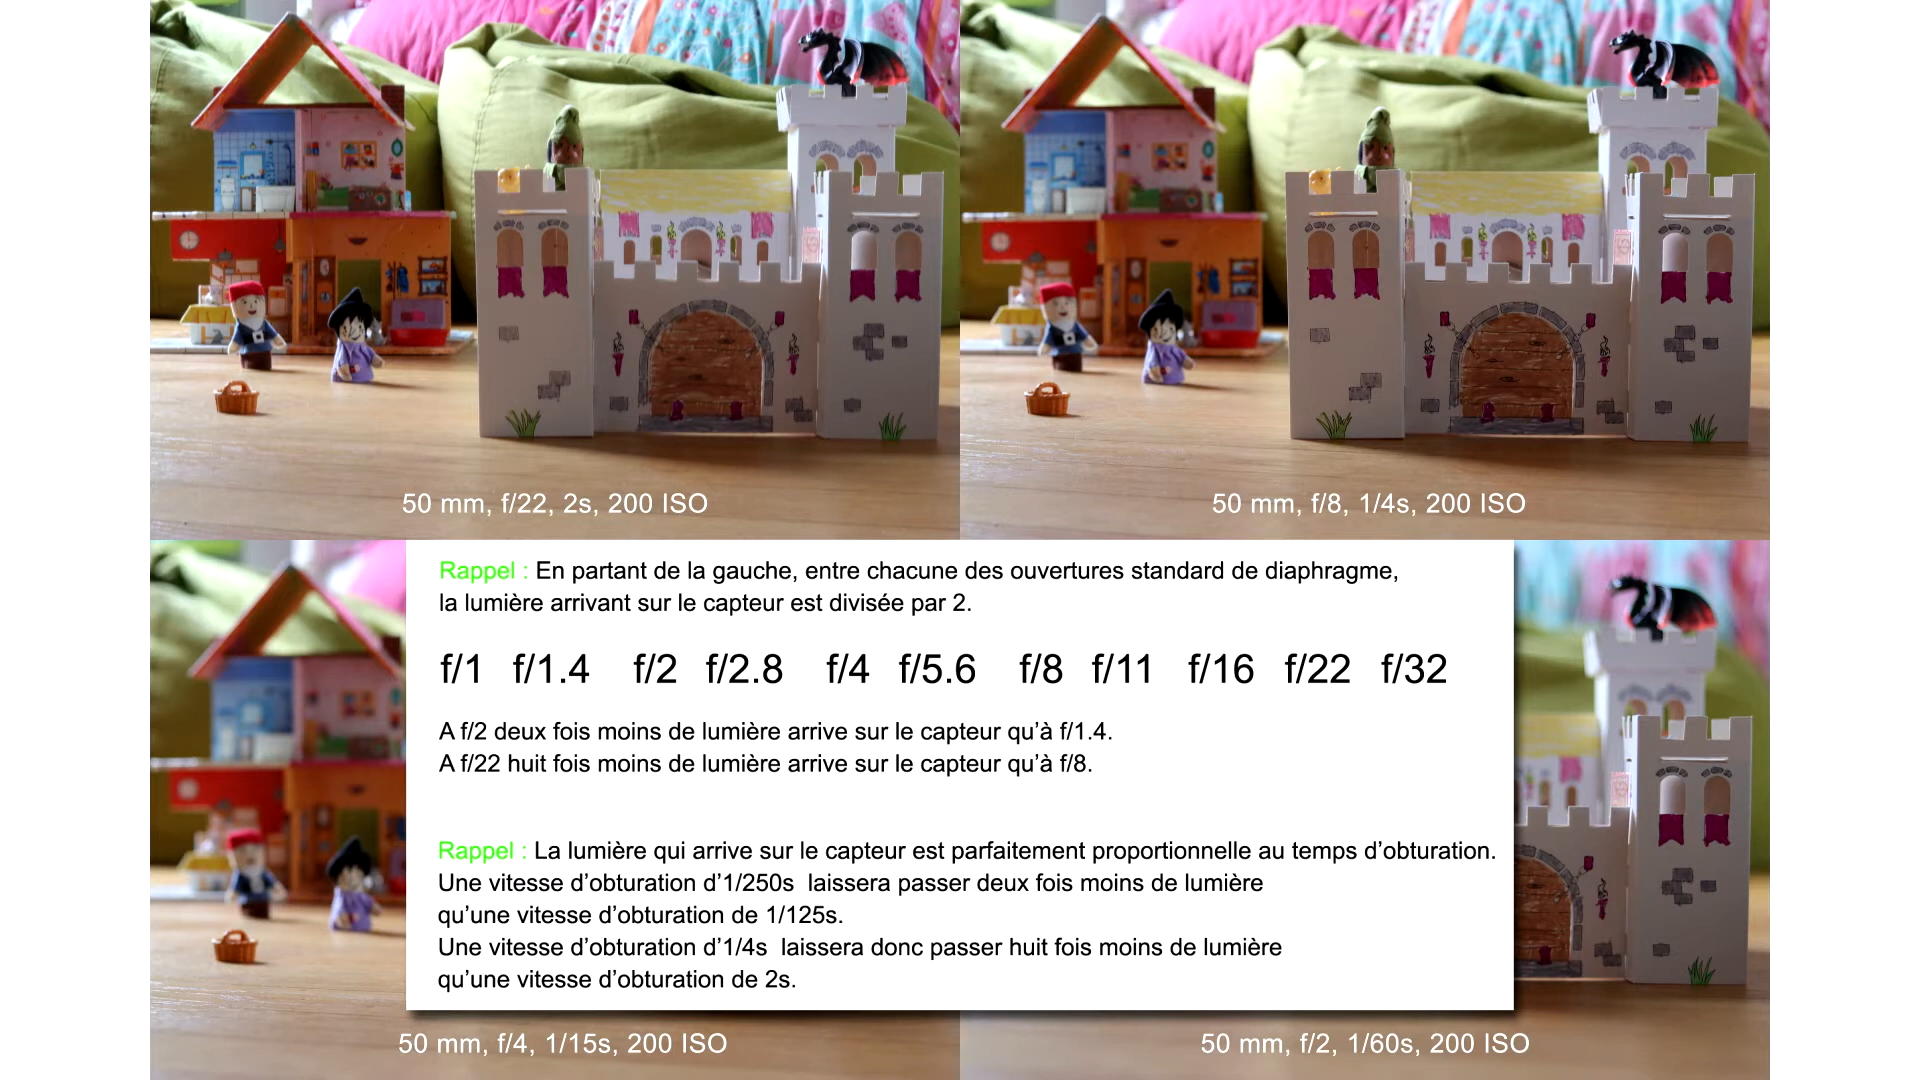 50 mm, f/22, 2s, 200 ISO
50 mm, f/8, 1/4s, 200 ISO
Rappel : En partant de la gauche, entre chacune des ouvertures standard de diaphragme,
la lumière arrivant sur le capteur est divisée par 2.
f/1 f/1.4 f/2 f/2.8 f/4 f/5.6 f/8 f/11 f/16 f/22 f/32
A f/2 deux fois moins de lumière arrive sur le capteur qu’à f/1.4.
A f/22 huit fois moins de lumière arrive sur le capteur qu’à f/8.
Rappel : La lumière qui arrive sur le capteur est parfaitement proportionnelle au temps d’obturation.
Une vitesse d’obturation d’1/250s laissera passer deux fois moins de lumière
qu’une vitesse d’obturation de 1/125s.
Une vitesse d’obturation d’1/4s laissera donc passer huit fois moins de lumière
qu’une vitesse d’obturation de 2s.
50 mm, f/4, 1/15s, 200 ISO
50 mm, f/2, 1/60s, 200 ISO